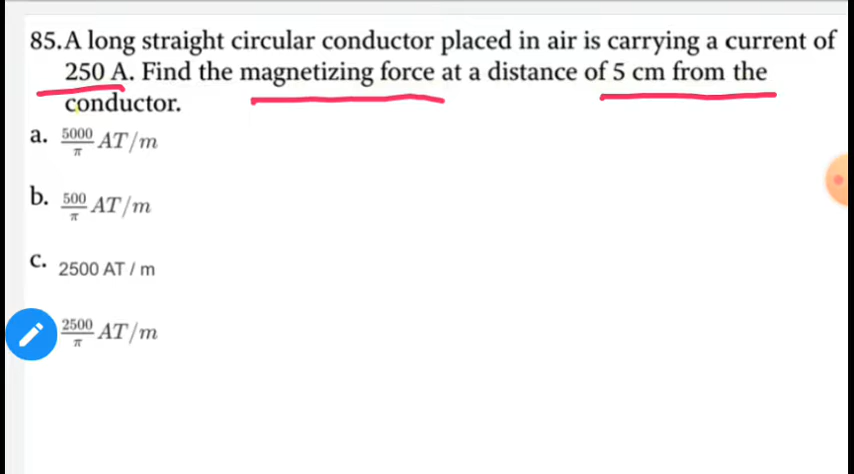 85.A long straight circular conductor placed in air is carrying a current of
250 A. Find the magnetizing force at a distance of 5 cm from the
conductor.
a. 5000/π AT/m
b. 500/π AT/m
c. 2500 AT / m
2500/π AT/m